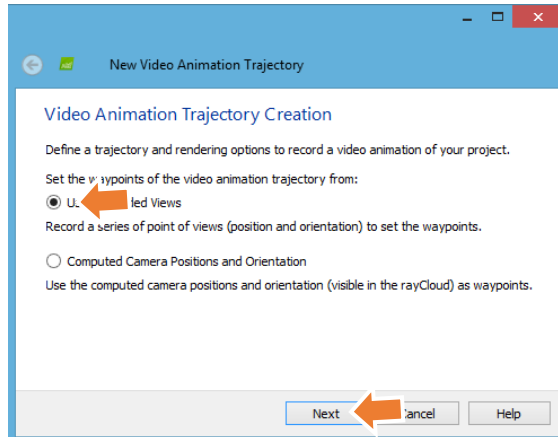 New Video Animation Trajectory
Video Animation Trajectory Creation
Define a trajectory and rendering options to record a video animation of your project.
Set the waypoints of the video animation trajectory from:
Views
Record a series of point of views (position and orientation) to set the waypoints.
Computed Camera Positions and Orientation
Use the computed camera positions and orientation (visible in the rayCloud) as waypoints.
Next Cancel Help